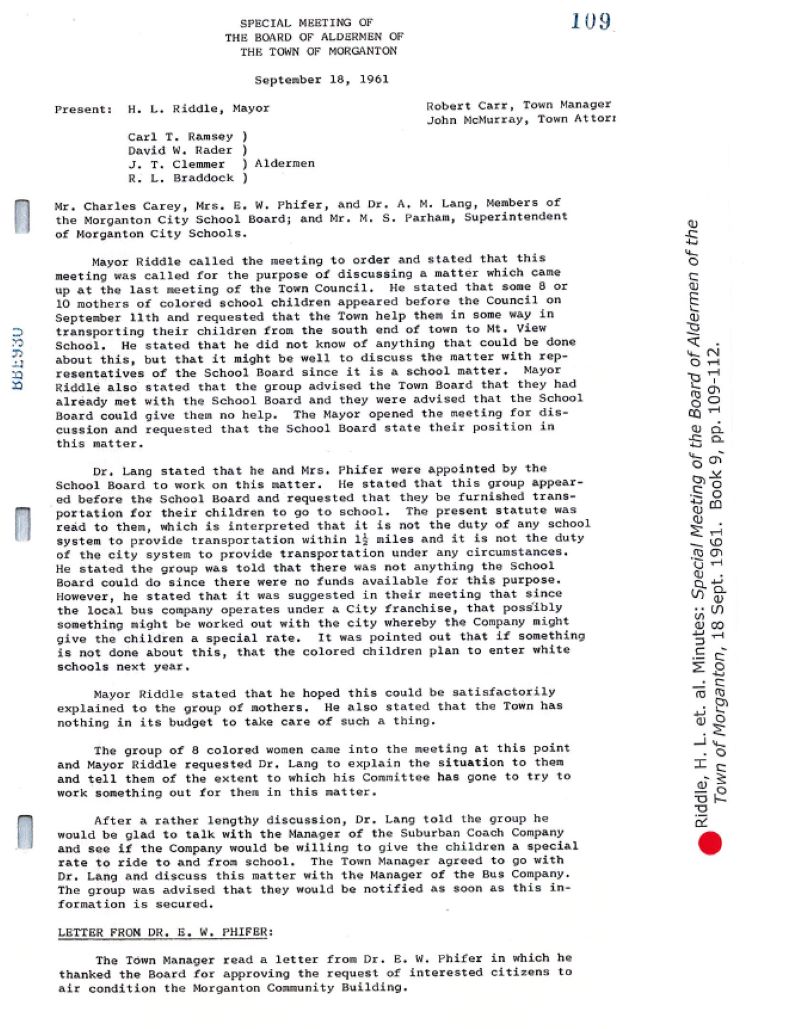 SPECIAL MEETING OF
THE BOARD OF ALDERMEN OF
THE TOWN OF MORGANTON
109
September 18, 1961
Present: H. L. Riddle, Mayor
Robert Carr, Town Manager
John McMurray, Town Attor
Carl T. Ramsey )
David W. Rader )
J. T. Clemmer ) Aldermen
R. L. Braddock )
Mr. Charles Carey, Mrs. E. W. Phifer, and Dr. A. M. Lang, Members of
the Morganton City School Board; and Mr. M. S. Parham, Superintendent
of Morganton City Schools.
Mayor Riddle called the meeting to order and stated that this
meeting was called for the purpose of discussing a matter which came
up at the last meeting of the Town Council. He stated that some 8 or
10 mothers of colored school children appeared before the Council on
September 11th and requested that the Town help them in some way in
transporting their children from the south end of town to Mt. View
School. He stated that he did not know of anything that could be done
about this, but that it might be well to discuss the matter with rep-
resentatives of the School Board since it is a school matter. Mayor
Riddle also stated that the group advised the Town Board that they had
already met with the School Board and they were advised that the School
Board could give them no help. The Mayor opened the meeting for dis-
cussion and requested that the School Board state their position in
this matter.
Dr. Lang stated that he and Mrs. Phifer were appointed by the
School Board to work on this matter. He stated that this group appear-
ed before the School Board and requested that they be furnished trans-
portation for their children to go to school. The present statute was
read to them, which is interpreted that it is not the duty of any school
system to provide transportation within 1½ miles and it is not the duty
of the city system to provide transportation under any circumstances.
He stated the group was told that there was not anything the School
Board could do since there were no funds available for this purpose.
However, he stated that it was suggested in their meeting that since
the local bus company operates under a City franchise, that possibly
something might be worked out with the city whereby the Company might
give the children a special rate. It was pointed out that if something
is not done about this, that the colored children plan to enter white
schools next year.
Mayor Riddle stated that he hoped this could be satisfactorily
explained to the group of mothers. He also stated that the Town has
nothing in its budget to take care of such a thing.
The group of 8 colored women came into the meeting at this point
and Mayor Riddle requested Dr. Lang to explain the situation to them
and tell them of the extent to which his Committee has gone to try to
work something out for them in this matter.
After a rather lengthy discussion, Dr. Lang told the group he
would be glad to talk with the Manager of the Suburban Coach Company
and see if the Company would be willing to give the children a special
rate to ride to and from school. The Town Manager agreed to go with
Dr. Lang and discuss this matter with the Manager of the Bus Company.
The group was advised that they would be notified as soon as this in-
formation is secured.
LETTER FROM DR. E. W. PHIFER:
The Town Manager read a letter from Dr. E. W. Phifer in which he
thanked the Board for approving the request of interested citizens to
air condition the Morganton Community Building.
Riddle, H. L. et. al. Minutes: Special Meeting of the Board of Aldermen of the
Town of Morganton, 18 Sept. 1961. Book 9, pp. 109-112.